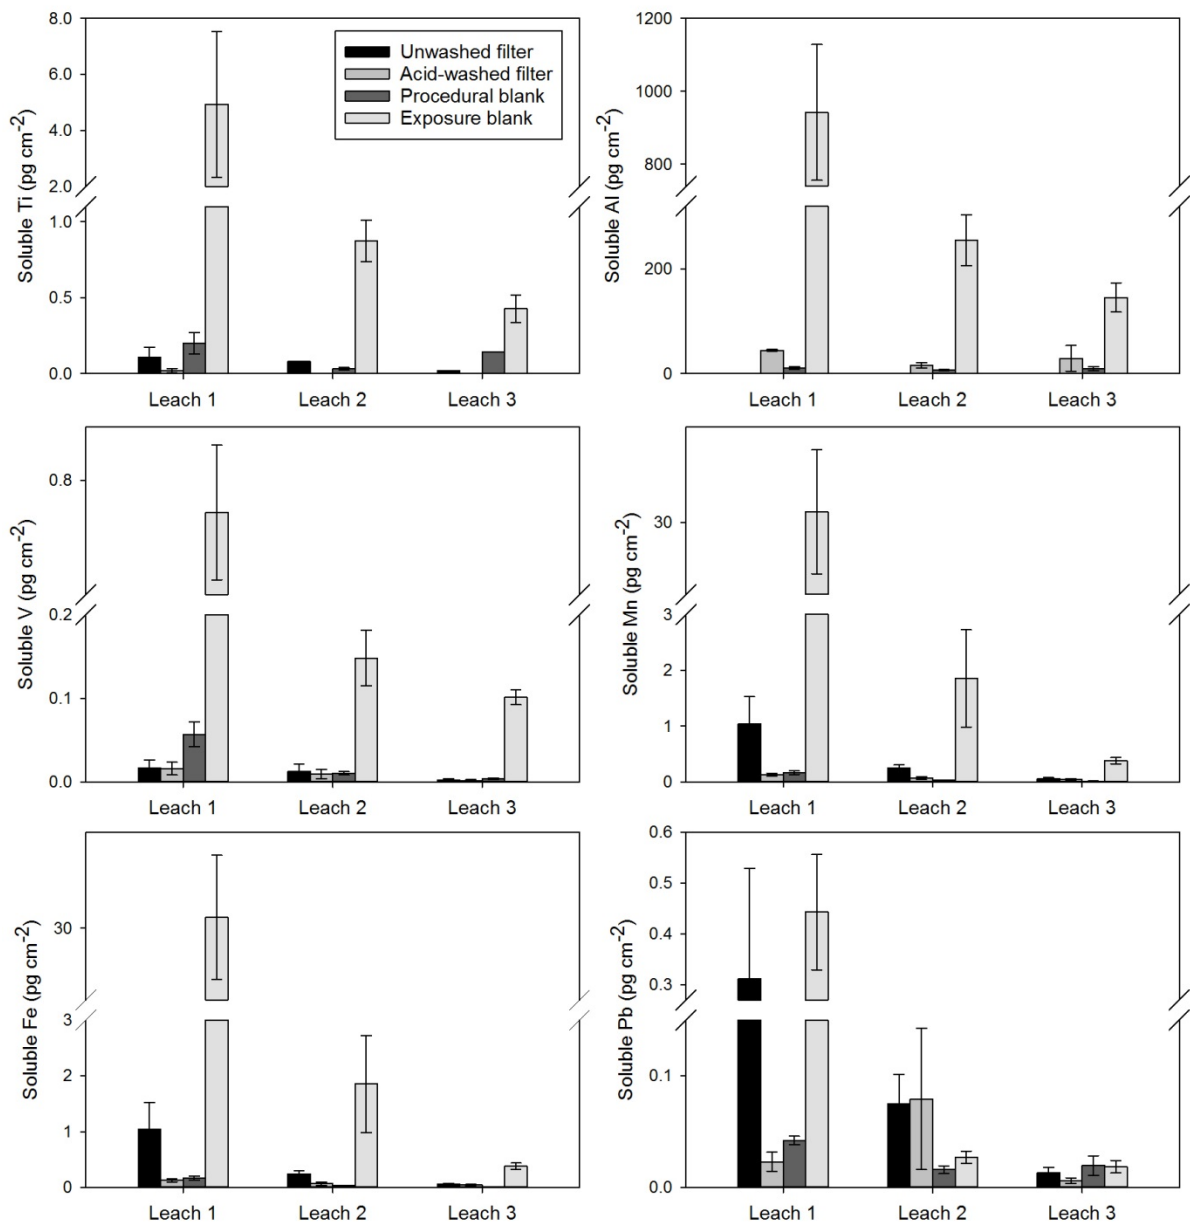 8.0
6.0
4.0
2.0
1.0
0.5
0.0
Soluble Ti (pg cm⁻²)
Unwashed filter
Acid-washed filter
Procedural blank
Exposure blank
Leach 1 Leach 2 Leach 3
1200
1000
800
200
0
Soluble Al (pg cm⁻²)
Leach 1 Leach 2 Leach 3
0.8
0.2
0.1
0.0
Soluble V (pg cm⁻²)
Leach 1 Leach 2 Leach 3
30
3
2
1
0
Soluble Mn (pg cm⁻²)
Leach 1 Leach 2 Leach 3
30
3
2
1
0
Soluble Fe (pg cm⁻²)
Leach 1 Leach 2 Leach 3
0.6
0.5
0.4
0.3
0.1
0.0
Soluble Pb (pg cm⁻²)
Leach 1 Leach 2 Leach 3